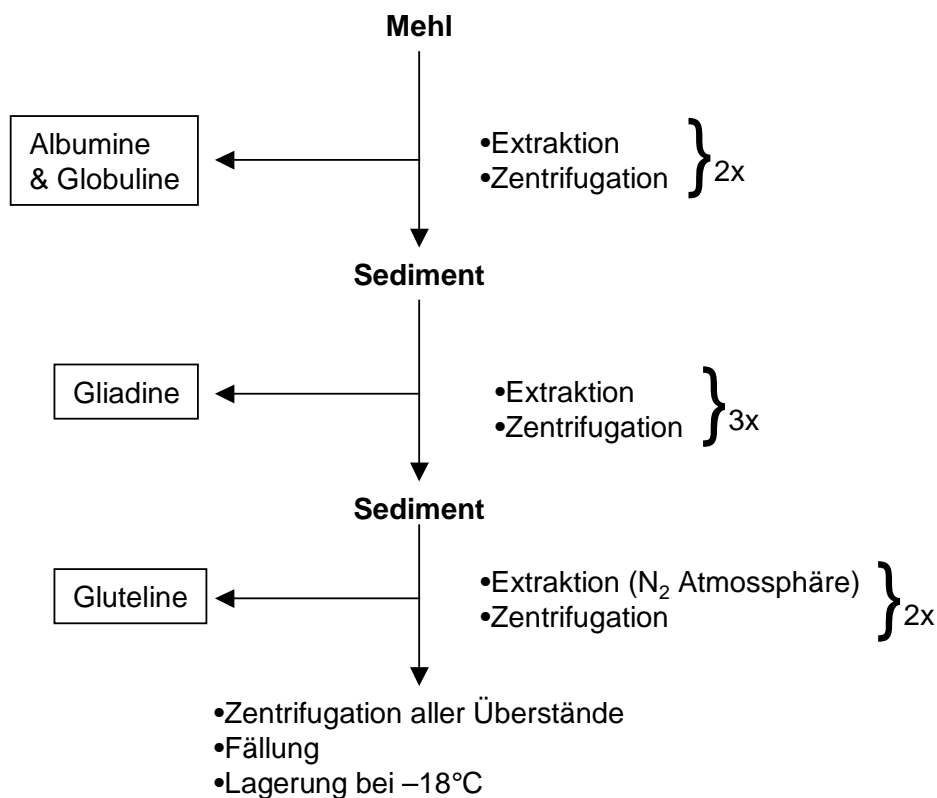 Mehl
Albumine
& Globuline
•Extraktion
•Zentrifugation
2x
Sediment
Gliadine
•Extraktion
•Zentrifugation
3x
Sediment
Gluteline
•Extraktion (N₂ Atmossphäre)
•Zentrifugation
2x
•Zentrifugation aller Überstände
•Fällung
•Lagerung bei –18°C